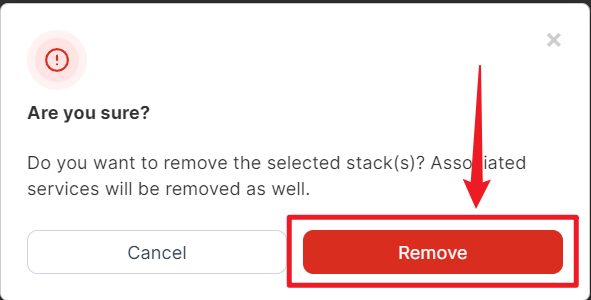 Are you sure?
Do you want to remove the selected stack(s)? Associated
services will be removed as well.
Cancel
Remove